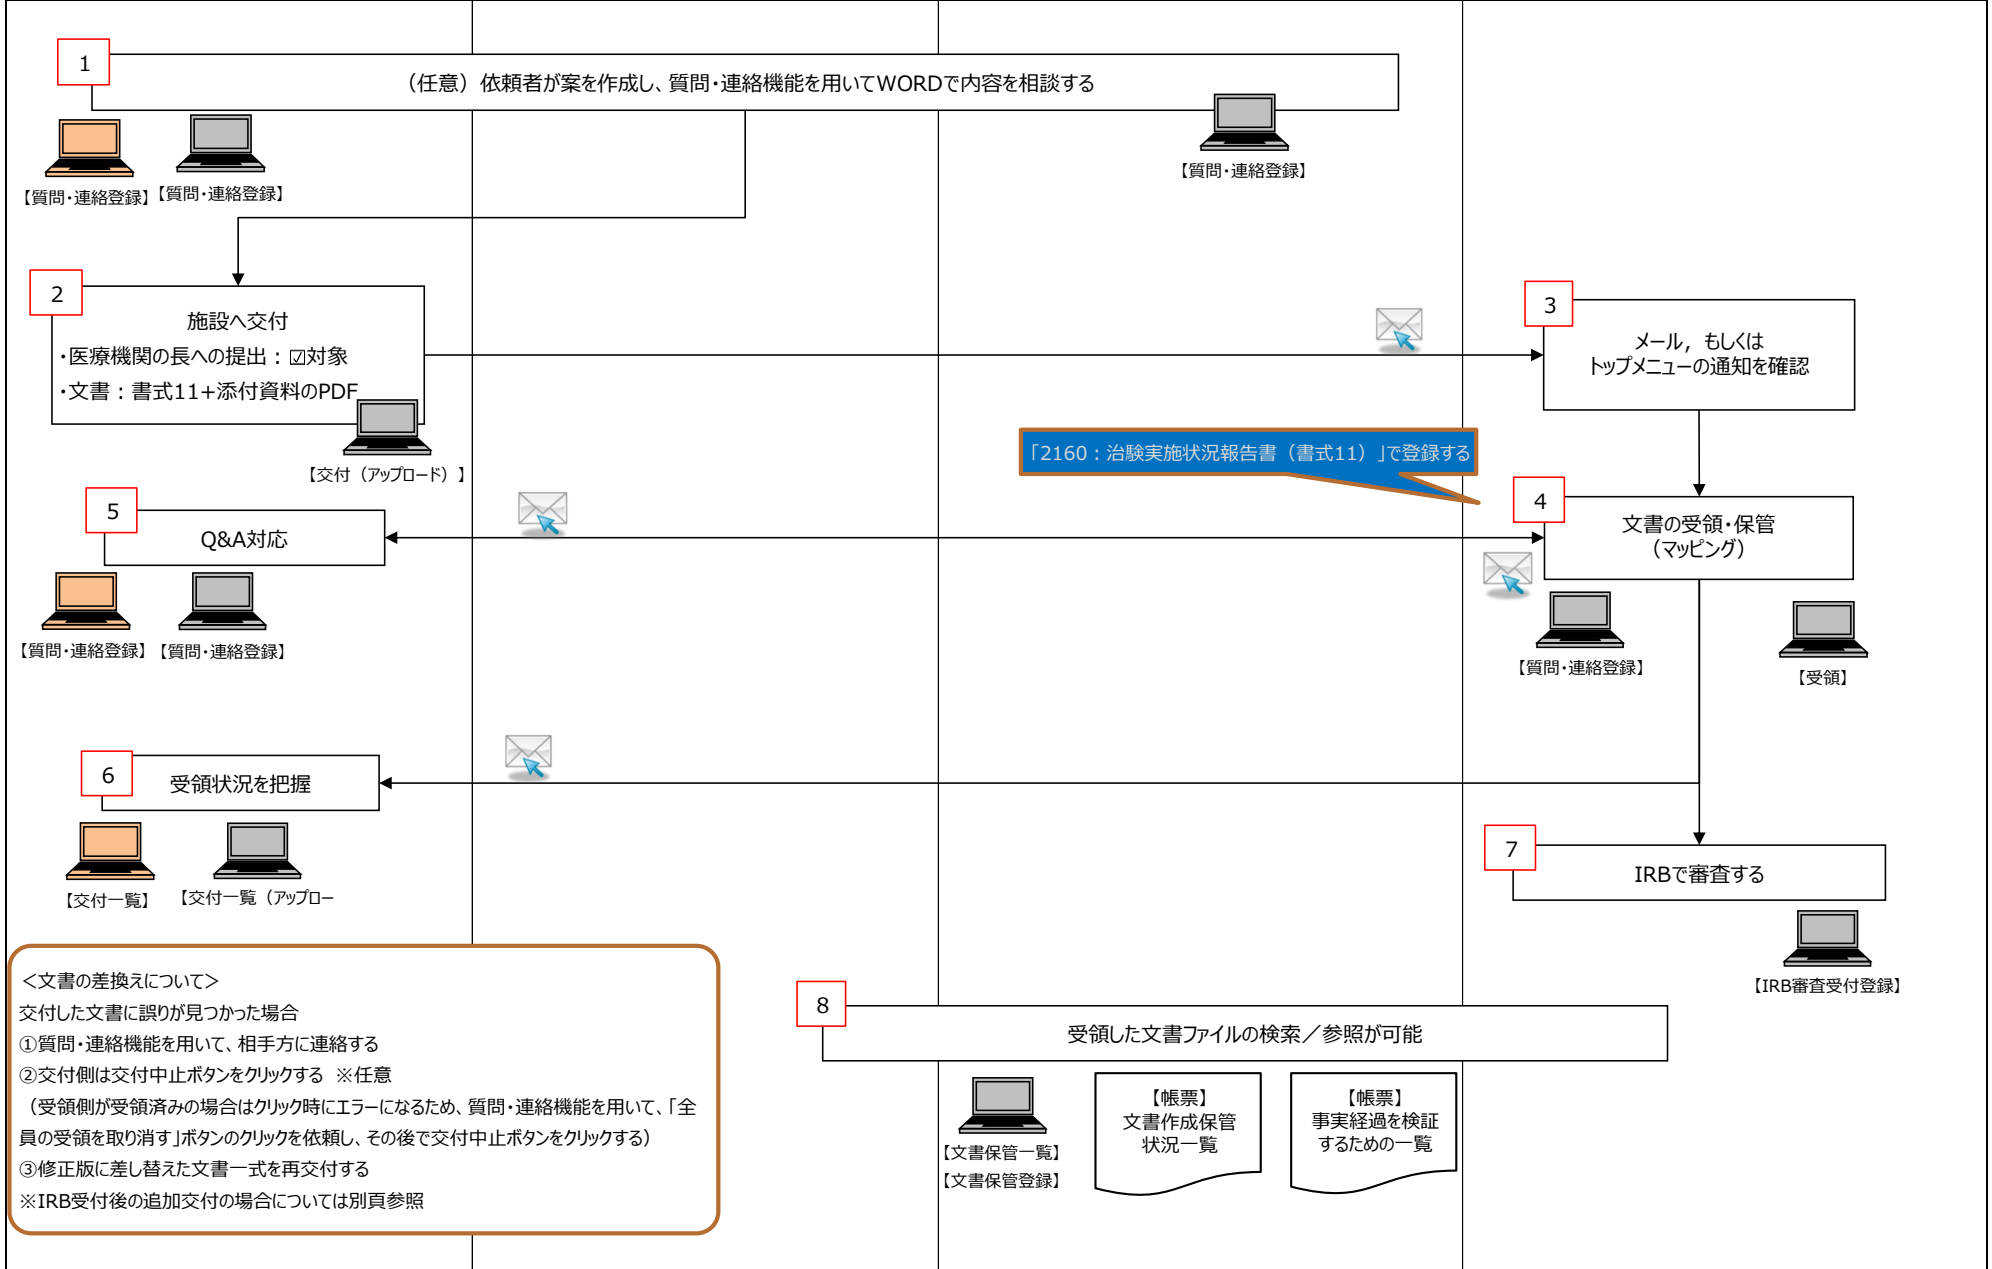 1
（任意）依頼者が案を作成し、質問・連絡機能を用いてWORDで内容を相談する
【質問・連絡登録】
【質問・連絡登録】
【質問・連絡登録】
2
施設へ交付
・医療機関の長への提出：☑対象
・文書：書式11+添付資料のPDF
【交付（アップロード）】
3
メール，もしくは
トップメニューの通知を確認
「2160：治験実施状況報告書（書式11）」で登録する
4
文書の受領・保管
（マッピング）
【質問・連絡登録】
【受領】
5
Q&A対応
【質問・連絡登録】
【質問・連絡登録】
6
受領状況を把握
【交付一覧】
【交付一覧（アップロー
7
IRBで審査する
【IRB審査受付登録】
＜文書の差換えについて＞
交付した文書に誤りが見つかった場合
①質問・連絡機能を用いて、相手方に連絡する
②交付側は交付中止ボタンをクリックする　※任意
（受領側が受領済みの場合はクリック時にエラーになるため、質問・連絡機能を用いて、「全
員の受領を取り消す」ボタンのクリックを依頼し、その後で交付中止ボタンをクリックする）
③修正版に差し替えた文書一式を再交付する
※IRB受付後の追加交付の場合については別頁参照
8
受領した文書ファイルの検索／参照が可能
【文書保管一覧】
【文書保管登録】
【帳票】
文書作成保管
状況一覧
【帳票】
事実経過を検証
するための一覧